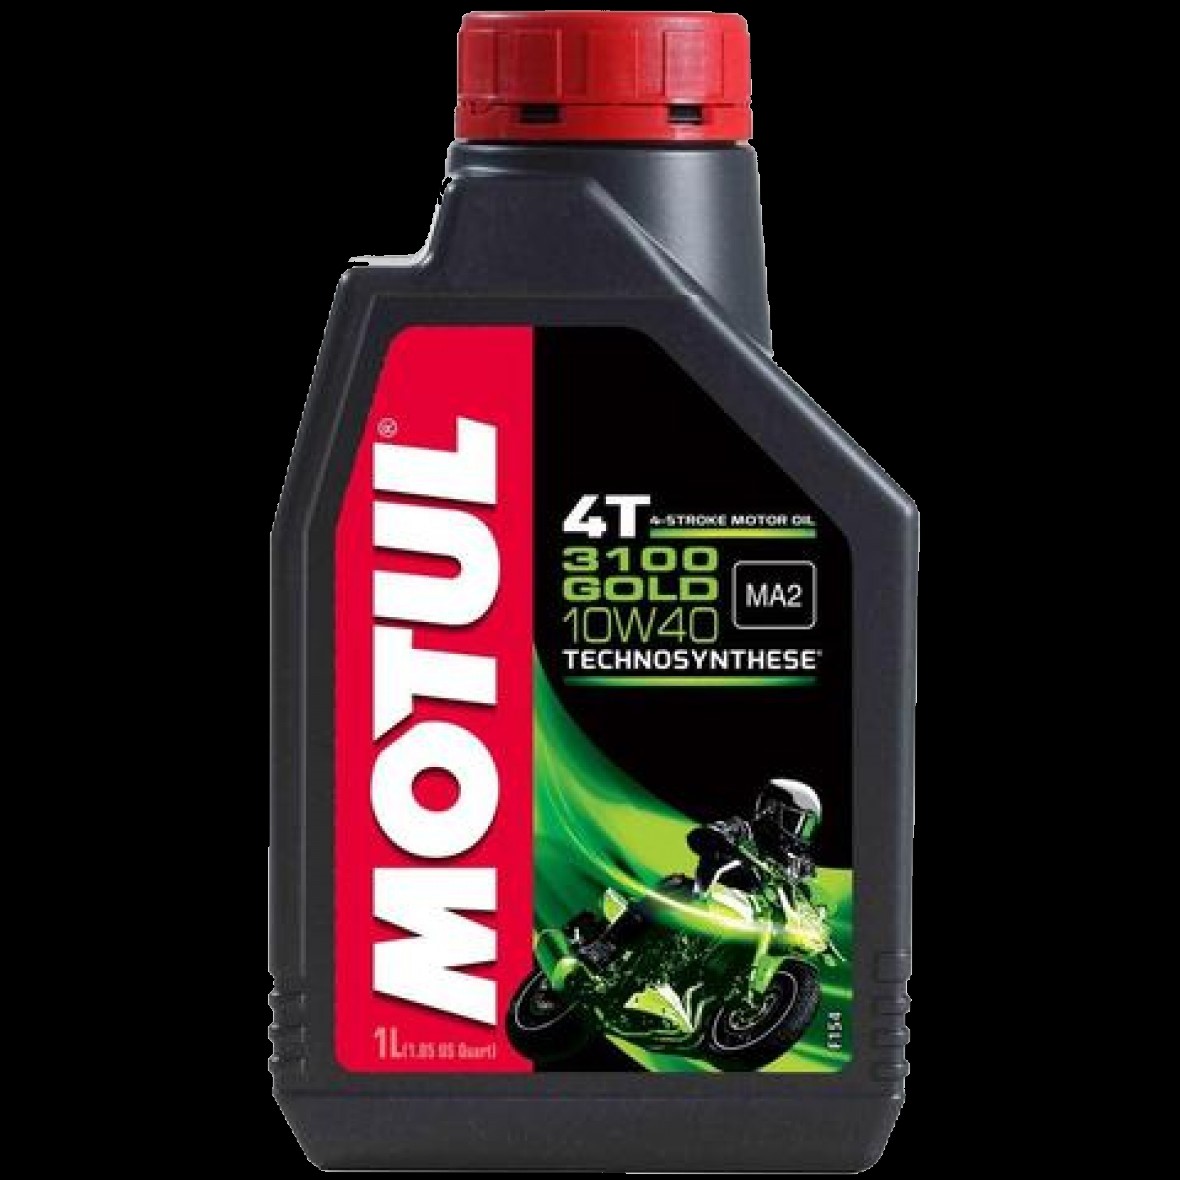 MOTUL®
4T 4-STROKE MOTOR OIL
3100
GOLD
10W40
MA2
TECHNOSYNTHESE®
1L (1.05 US Quart)
F154